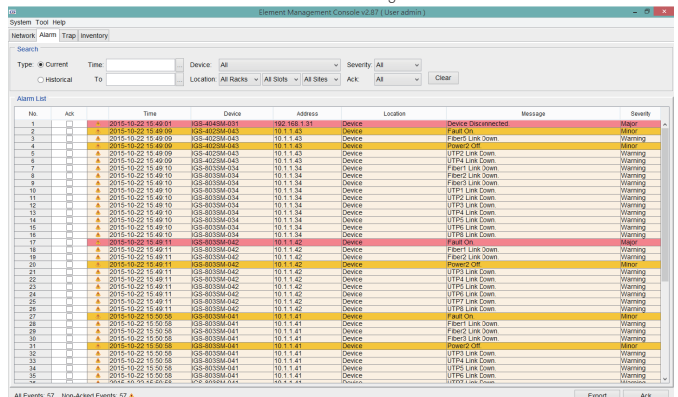 Element Management Console v2.87 ( User admin )
System Tool Help
Network Alarm Trap Inventory
Search
Type: Current Time: Device: All Severity: All
Historical To Location: All Racks All Slots All Sites Ack: All Clear
Alarm List
No. Ack Time Device Address Location Message Severity
1 2015-10-22 15:49:01 IGS-404SM-031 192.168.1.31 Device Device Disconnected. Major
2 2015-10-22 15:49:09 IGS-402SM-043 10.1.1.43 Device Fault On. Minor
3 2015-10-22 15:49:09 IGS-402SM-043 10.1.1.43 Device Fiber5 Link Down. Warning
4 2015-10-22 15:49:09 IGS-402SM-043 10.1.1.43 Device Power2 Off. Minor
5 2015-10-22 15:49:09 IGS-402SM-043 10.1.1.43 Device UTP2 Link Down. Warning
6 2015-10-22 15:49:09 IGS-402SM-043 10.1.1.43 Device UTP4 Link Down. Warning
7 2015-10-22 15:49:10 IGS-803SM-034 10.1.1.34 Device Fiber1 Link Down. Warning
8 2015-10-22 15:49:10 IGS-803SM-034 10.1.1.34 Device Fiber2 Link Down. Warning
9 2015-10-22 15:49:10 IGS-803SM-034 10.1.1.34 Device Fiber3 Link Down. Warning
10 2015-10-22 15:49:10 IGS-803SM-034 10.1.1.34 Device UTP1 Link Down. Warning
11 2015-10-22 15:49:10 IGS-803SM-034 10.1.1.34 Device UTP2 Link Down. Warning
12 2015-10-22 15:49:10 IGS-803SM-034 10.1.1.34 Device UTP3 Link Down. Warning
13 2015-10-22 15:49:10 IGS-803SM-034 10.1.1.34 Device UTP4 Link Down. Warning
14 2015-10-22 15:49:10 IGS-803SM-034 10.1.1.34 Device UTP5 Link Down. Warning
15 2015-10-22 15:49:10 IGS-803SM-034 10.1.1.34 Device UTP6 Link Down. Warning
16 2015-10-22 15:49:10 IGS-803SM-034 10.1.1.34 Device UTP8 Link Down. Warning
17 2015-10-22 15:49:11 IGS-803SM-042 10.1.1.42 Device Fault On. Major
18 2015-10-22 15:49:11 IGS-803SM-042 10.1.1.42 Device Fiber1 Link Down. Warning
19 2015-10-22 15:49:11 IGS-803SM-042 10.1.1.42 Device Fiber2 Link Down. Warning
20 2015-10-22 15:49:11 IGS-803SM-042 10.1.1.42 Device Power2 Off. Minor
21 2015-10-22 15:49:11 IGS-803SM-042 10.1.1.42 Device UTP3 Link Down. Warning
22 2015-10-22 15:49:11 IGS-803SM-042 10.1.1.42 Device UTP4 Link Down. Warning
23 2015-10-22 15:49:11 IGS-803SM-042 10.1.1.42 Device UTP5 Link Down. Warning
24 2015-10-22 15:49:11 IGS-803SM-042 10.1.1.42 Device UTP6 Link Down. Warning
25 2015-10-22 15:49:11 IGS-803SM-042 10.1.1.42 Device UTP7 Link Down. Warning
26 2015-10-22 15:49:11 IGS-803SM-042 10.1.1.42 Device UTP8 Link Down. Warning
27 2015-10-22 15:50:58 IGS-803SM-041 10.1.1.41 Device Fault On. Minor
28 2015-10-22 15:50:58 IGS-803SM-041 10.1.1.41 Device Fiber1 Link Down. Warning
29 2015-10-22 15:50:58 IGS-803SM-041 10.1.1.41 Device Fiber2 Link Down. Warning
30 2015-10-22 15:50:58 IGS-803SM-041 10.1.1.41 Device Fiber3 Link Down. Warning
31 2015-10-22 15:50:58 IGS-803SM-041 10.1.1.41 Device Power2 Off. Minor
32 2015-10-22 15:50:58 IGS-803SM-041 10.1.1.41 Device UTP3 Link Down. Warning
33 2015-10-22 15:50:58 IGS-803SM-041 10.1.1.41 Device UTP4 Link Down. Warning
34 2015-10-22 15:50:58 IGS-803SM-041 10.1.1.41 Device UTP5 Link Down. Warning
35 2015-10-22 15:50:58 IGS-803SM-041 10.1.1.41 Device UTP6 Link Down. Warning
2015-10-22 15:50:58 IGS-803SM-041 10.1.1.41 Device UTP7 Link Down. Warning
All Events: 57 Non-Acked Events: 57 Export Ack